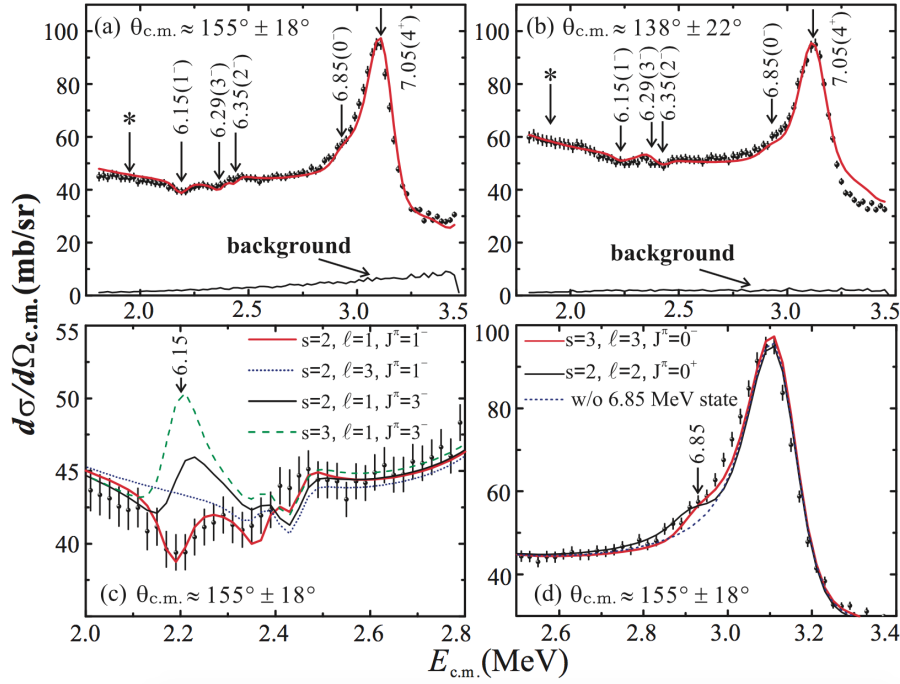 (a) θc.m. ≈ 155° ± 18°
*
6.15(1⁻)
6.29(3⁻)
6.35(2⁻)
6.85(0⁻)
7.05(4⁺)
background
100
80
60
40
20
0
2.0 2.5 3.0 3.5
(b) θc.m. ≈ 138° ± 22°
*
6.15(1⁻)
6.29(3⁻)
6.35(2⁻)
6.85(0⁻)
7.05(4⁺)
background
100
80
60
40
20
0
2.0 2.5 3.0 3.5
dσ/dΩc.m.(mb/sr)
55
50
45
40
6.15
s=2, ℓ=1, Jπ=1⁻
s=2, ℓ=3, Jπ=1⁻
s=2, ℓ=1, Jπ=3⁻
s=3, ℓ=1, Jπ=3⁻
(c) θc.m. ≈ 155° ± 18°
2.0 2.2 2.4 2.6 2.8
100
80
60
40
s=3, ℓ=3, Jπ=0⁻
s=2, ℓ=2, Jπ=0⁺
w/o 6.85 MeV state
6.85
(d) θc.m. ≈ 155° ± 18°
2.6 2.8 3.0 3.2 3.4
Ec.m.(MeV)